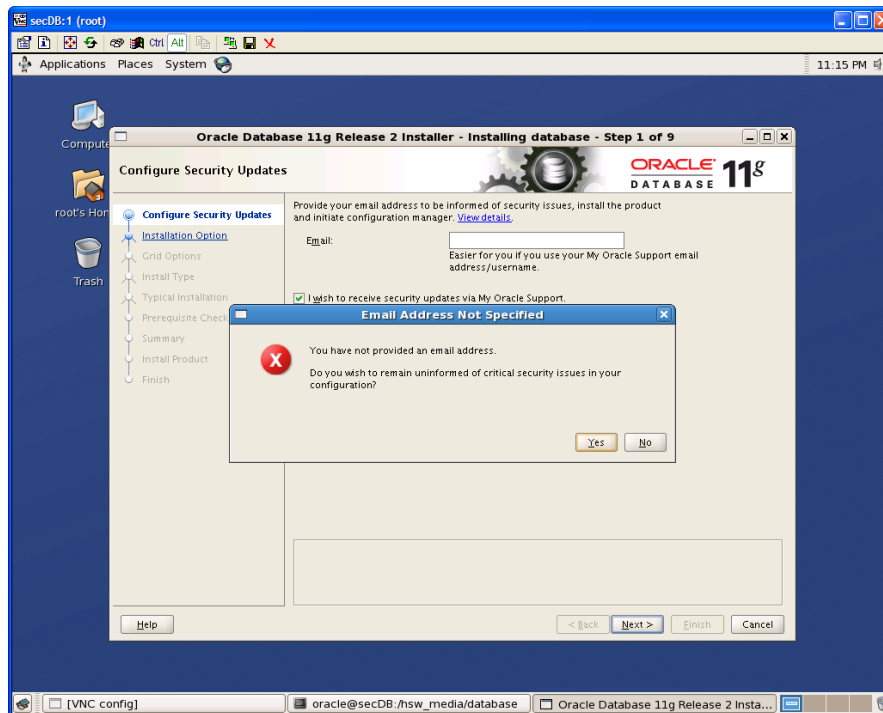 secDB:1 (root)
Ctrl Alt
Applications Places System
11:15 PM
Oracle Database 11g Release 2 Installer - Installing database - Step 1 of 9
Configure Security Updates
ORACLE
DATABASE
11g
Configure Security Updates
Installation Option
Grid Options
Install Type
Typical Installation
Prerequisite Check
Summary
Install Product
Finish
Provide your email address to be informed of security issues, install the product
and initiate configuration manager. View details.
Email:
Easier for you if you use your My Oracle Support email
address/username.
I wish to receive security updates via My Oracle Support.
Email Address Not Specified
You have not provided an email address.
Do you wish to remain uninformed of critical security issues in your
configuration?
Yes
No
Help
< Back
Next >
Finish
Cancel
Compute
root's Hor
Trash
[VNC config]
oracle@secDB:/hsw_media/database
Oracle Database 11g Release 2 Insta...